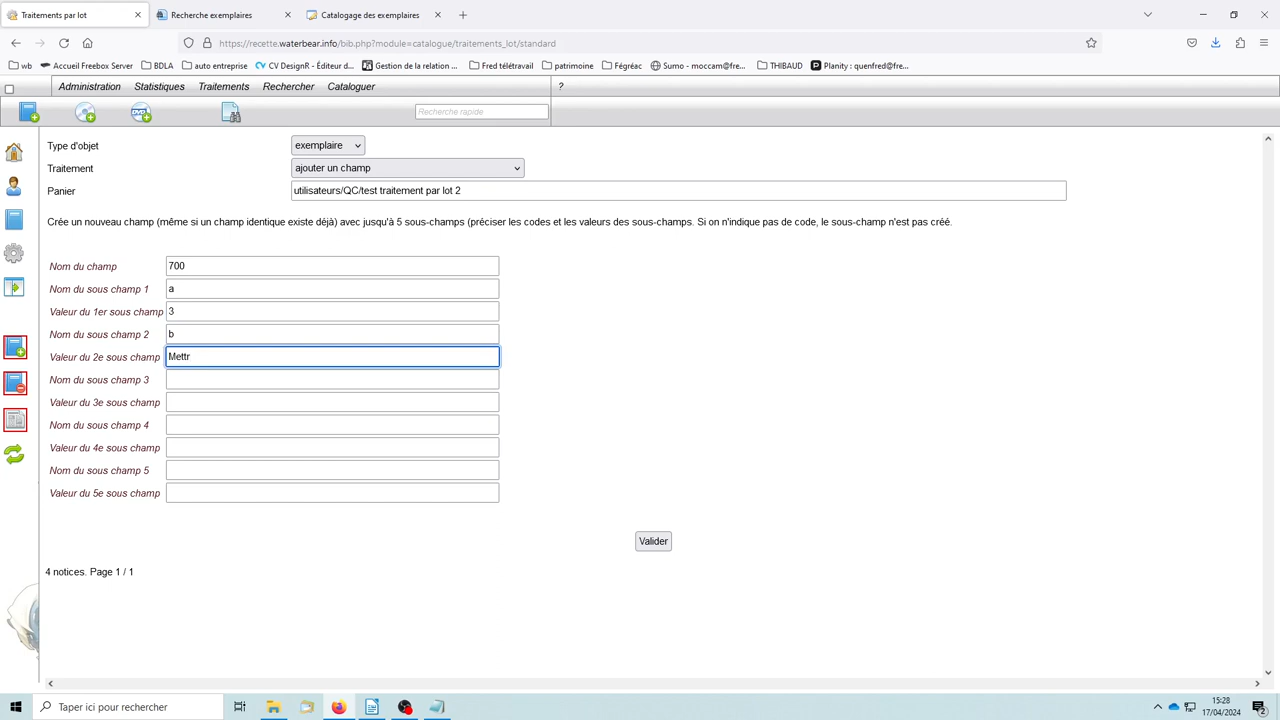 Traitements par lot
Recherche exemplaires
Catalogage des exemplaires
https://recette.waterbear.info/bib.php?module=catalogue/traitements_lot/standard
wb
Accueil Freebox Server
BDLA
auto entreprise
CV DesignR - Éditeur d...
Gestion de la relation ...
Fred télétravail
patrimoine
Fégréac
Sumo - moccam@fre...
THIBAUD
Planity : quenfred@fre...
Administration
Statistiques
Traitements
Rechercher
Cataloguer
?
DVD
Recherche rapide
Type d'objet
exemplaire
Traitement
ajouter un champ
Panier
utilisateurs/QC/test traitement par lot 2
Crée un nouveau champ (même si un champ identique existe déjà) avec jusqu'à 5 sous-champs (préciser les codes et les valeurs des sous-champs. Si on n'indique pas de code, le sous-champ n'est pas créé.
Nom du champ 700
Nom du sous champ 1 a
Valeur du 1er sous champ 3
Nom du sous champ 2 b
Valeur du 2e sous champ Mettr
Nom du sous champ 3
Valeur du 3e sous champ
Nom du sous champ 4
Valeur du 4e sous champ
Nom du sous champ 5
Valeur du 5e sous champ
Valider
4 notices. Page 1 / 1
Taper ici pour rechercher
15:28
17/04/2024
2